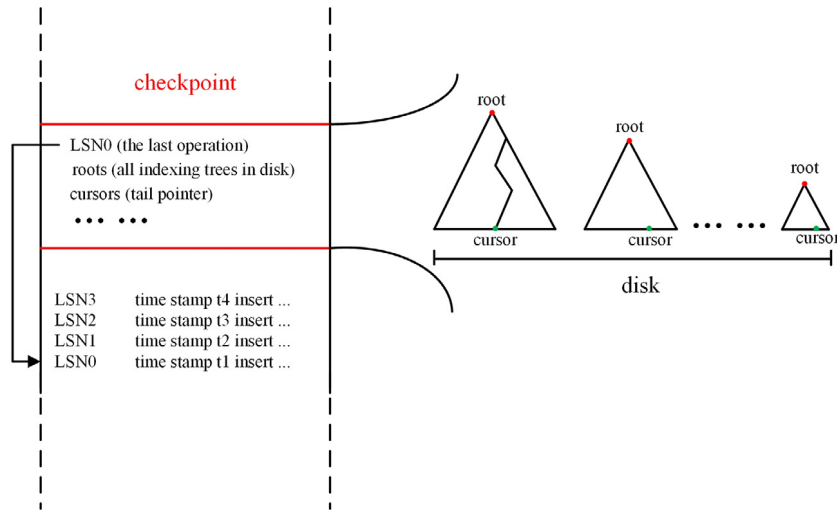 checkpoint
LSN0 (the last operation)
roots (all indexing trees in disk)
cursors (tail pointer)
... ...
LSN3 time stamp t4 insert ...
LSN2 time stamp t3 insert ...
LSN1 time stamp t2 insert ...
LSN0 time stamp t1 insert ...
root
root
root
... ...
cursor
cursor
cursor
disk